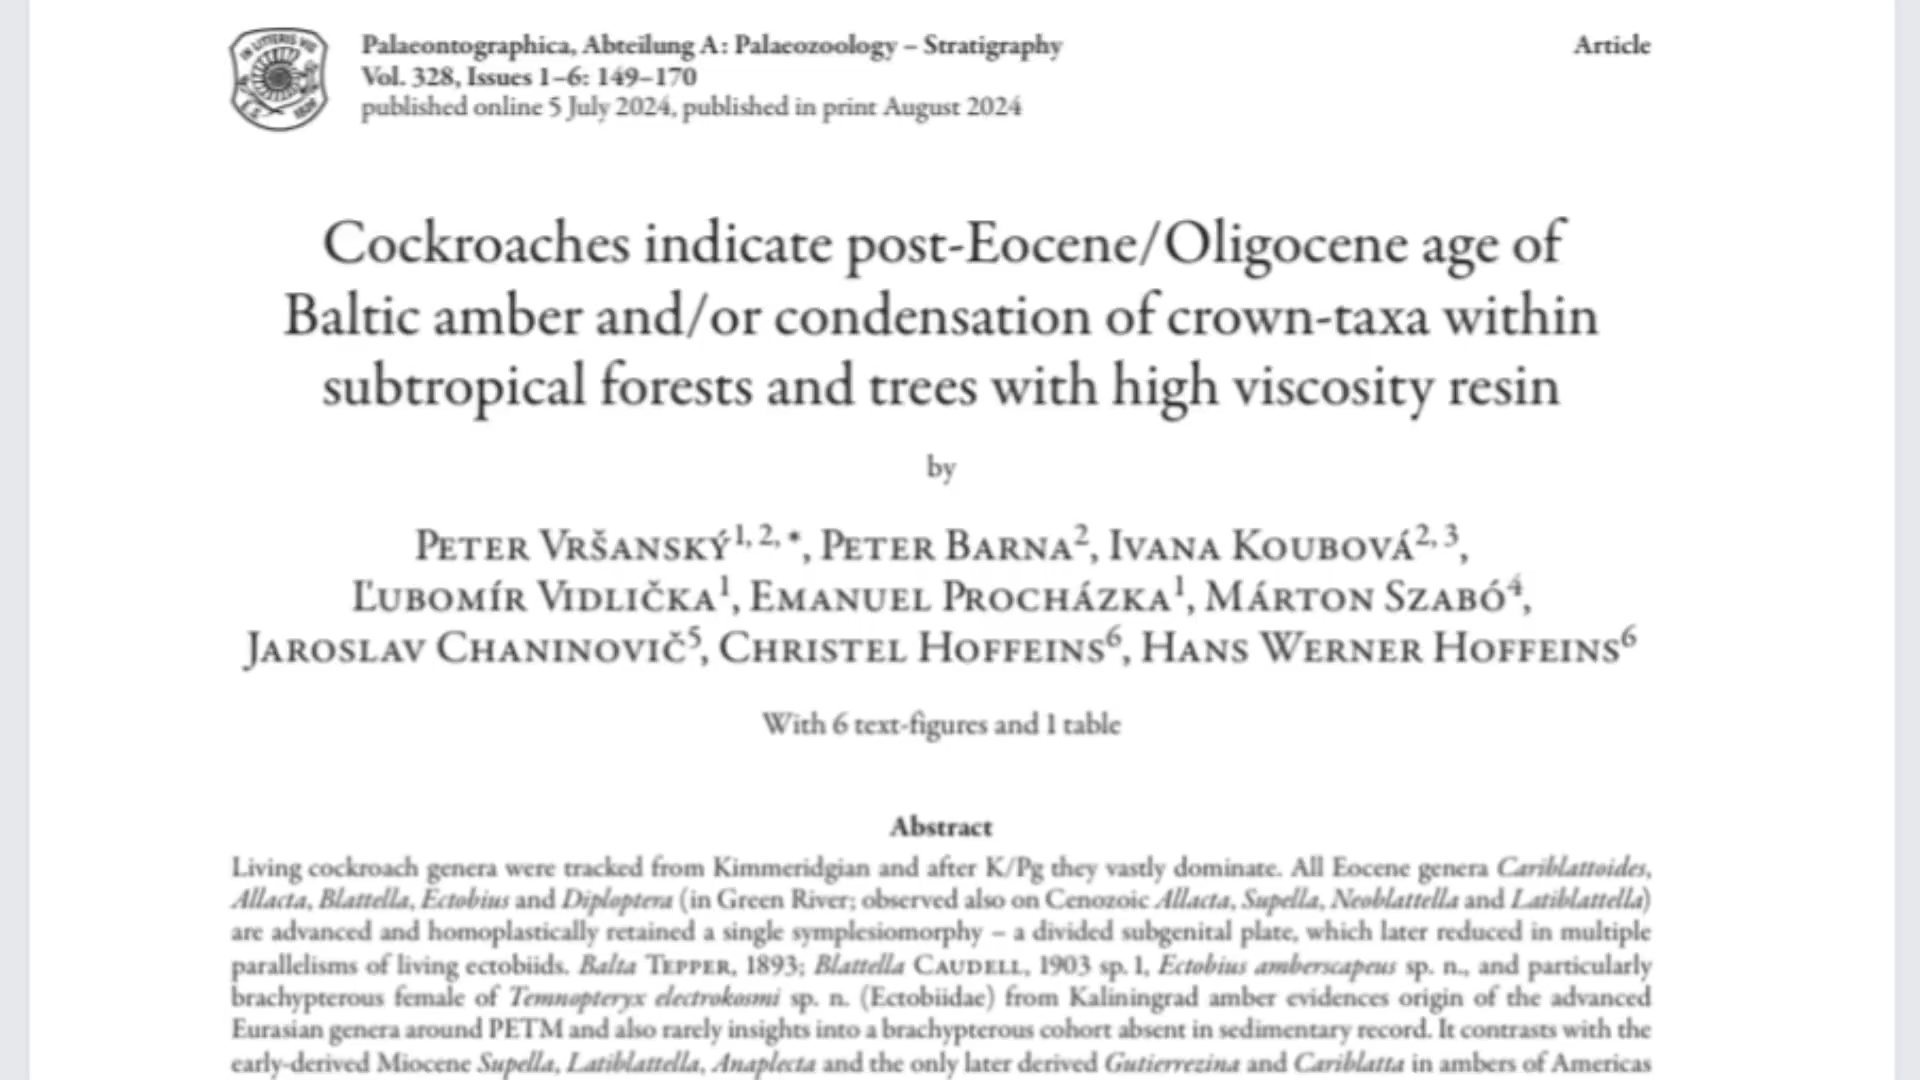 IN LITTERIS VIS
Palaeontographica, Abteilung A: Palaeozoology – Stratigraphy
Article
Vol. 328, Issues 1–6: 149–170
published online 5 July 2024, published in print August 2024
Cockroaches indicate post-Eocene/Oligocene age of
Baltic amber and/or condensation of crown-taxa within
subtropical forests and trees with high viscosity resin
by
Peter Vršanský1, 2, *, Peter Barna2, Ivana Koubová2, 3,
Ľubomír Vidlička1, Emanuel Procházka1, Márton Szabó4,
Jaroslav Chaninovič5, Christel Hoffeins6, Hans Werner Hoffeins6
With 6 text-figures and 1 table
Abstract
Living cockroach genera were tracked from Kimmeridgian and after K/Pg they vastly dominate. All Eocene genera Cariblattoides,
Allacta, Blattella, Ectobius and Diploptera (in Green River; observed also on Cenozoic Allacta, Supella, Neoblattella and Latiblattella)
are advanced and homoplastically retained a single symplesiomorphy – a divided subgenital plate, which later reduced in multiple
parallelisms of living ectobiids. Balta Tepper, 1893; Blattella Caudell, 1903 sp. 1, Ectobius amberscapeus sp. n., and particularly
brachypterous female of Temnopteryx electrokosmi sp. n. (Ectobiidae) from Kaliningrad amber evidences origin of the advanced
Eurasian genera around PETM and also rarely insights into a brachypterous cohort absent in sedimentary record. It contrasts with the
early-derived Miocene Supella, Latiblattella, Anaplecta and the only later derived Gutierrezina and Cariblatta in ambers of Americas